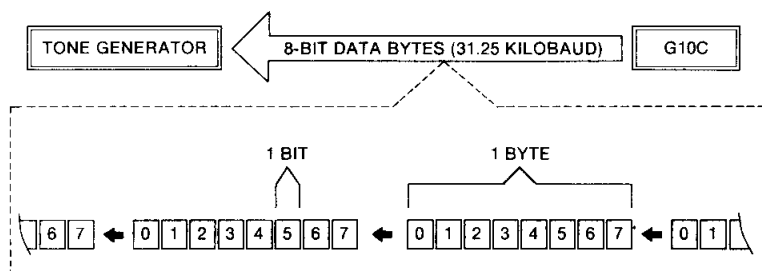 TONE GENERATOR 8-BIT DATA BYTES (31.25 KILOBAUD) G10C
1 BIT 1 BYTE
6 7 0 1 2 3 4 5 6 7 0 1 2 3 4 5 6 7 0 1